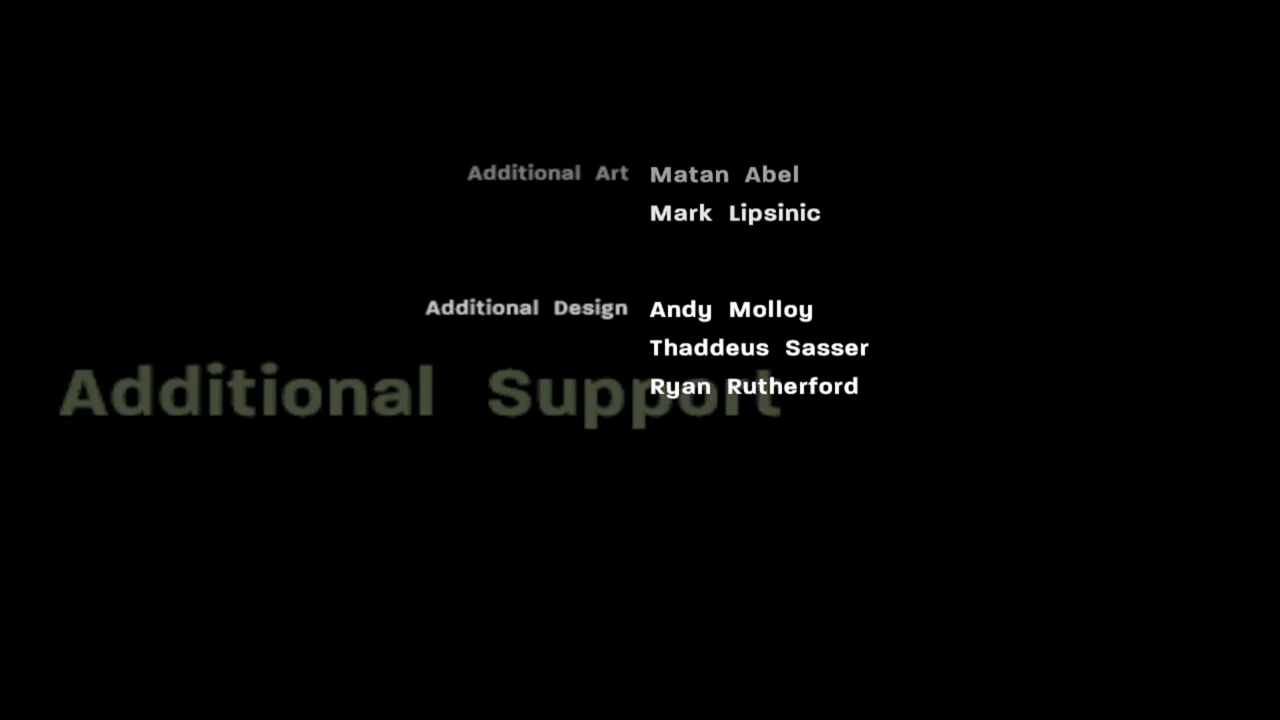 Additional Art Matan Abel
Mark Lipsinic
Additional Design Andy Molloy
Thaddeus Sasser
Ryan Rutherford
Additional Support